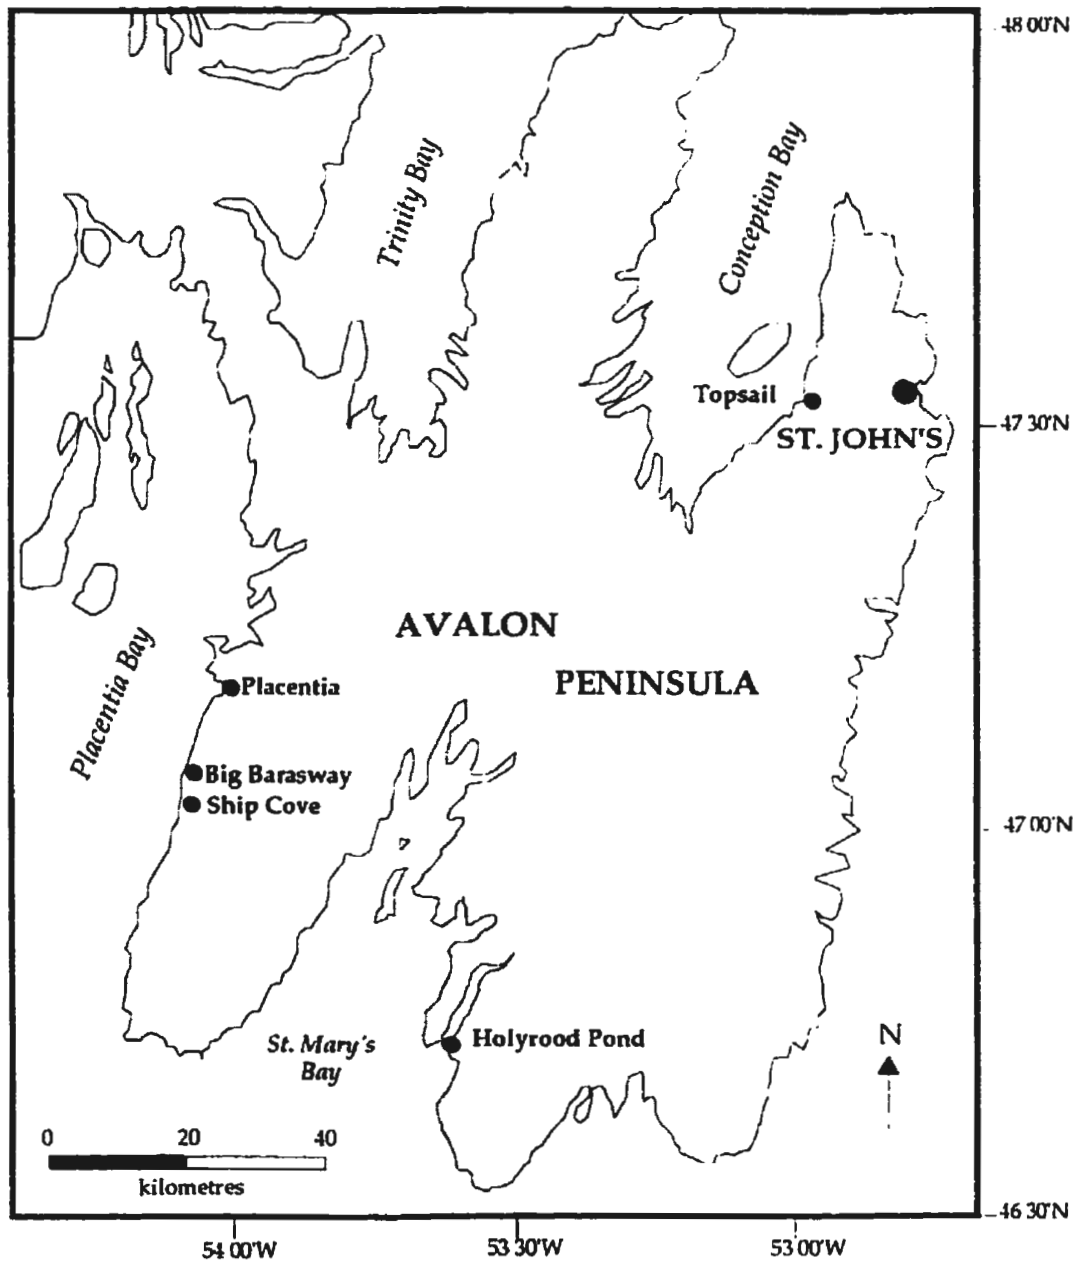 48 00'N
Trinity Bay
Conception Bay
Topsail
ST. JOHN'S
47 30'N
AVALON
PENINSULA
Placentia Bay
Placentia
Big Barasway
Ship Cove
47 00'N
N
St. Mary's
Bay
Holyrood Pond
0 20 40
kilometres
46 30'N
54 00'W 53 30'W 53 00'W